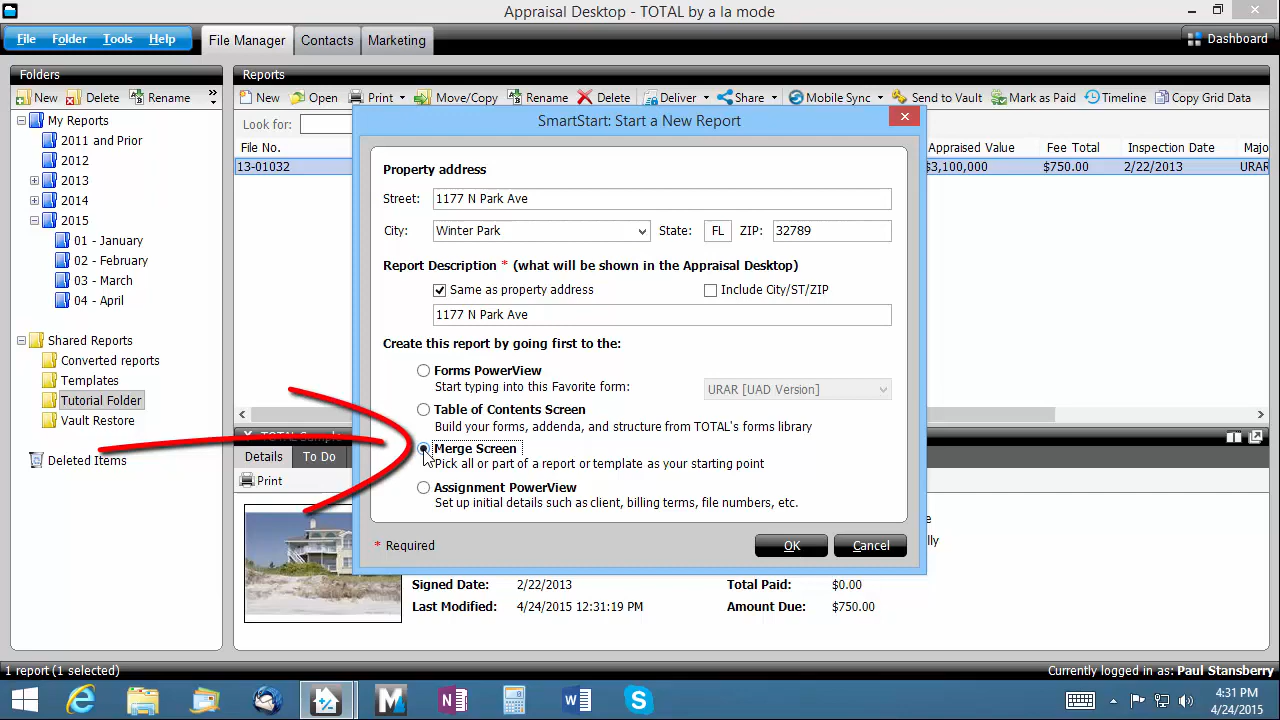 Appraisal Desktop - TOTAL by a la mode
File Folder Tools Help File Manager Contacts Marketing Dashboard
Folders
New Delete Rename
My Reports
2011 and Prior
2012
2013
2014
2015
01 - January
02 - February
03 - March
04 - April
Shared Reports
Converted reports
Templates
Tutorial Folder
Vault Restore
Deleted Items
Reports
New Open Print Move/Copy Rename Delete Deliver Share Mobile Sync Send to Vault Mark as Paid Timeline Copy Grid Data
Look for:
File No. Appraised Value Fee Total Inspection Date Majo
13-01032 $3,100,000 $750.00 2/22/2013 URAR
SmartStart: Start a New Report
Property address
Street: 1177 N Park Ave
City: Winter Park State: FL ZIP: 32789
Report Description * (what will be shown in the Appraisal Desktop)
Same as property address Include City/ST/ZIP
1177 N Park Ave
Create this report by going first to the:
Forms PowerView
Start typing into this Favorite form: URAR [UAD Version]
Table of Contents Screen
Build your forms, addenda, and structure from TOTAL's forms library
Merge Screen
Pick all or part of a report or template as your starting point
Assignment PowerView
Set up initial details such as client, billing terms, file numbers, etc.
* Required OK Cancel
TOTAL Sample
Details To Do
Print
Signed Date: 2/22/2013 Total Paid: $0.00
Last Modified: 4/24/2015 12:31:19 PM Amount Due: $750.00
1 report (1 selected) Currently logged in as: Paul Stansberry
4:31 PM
4/24/2015